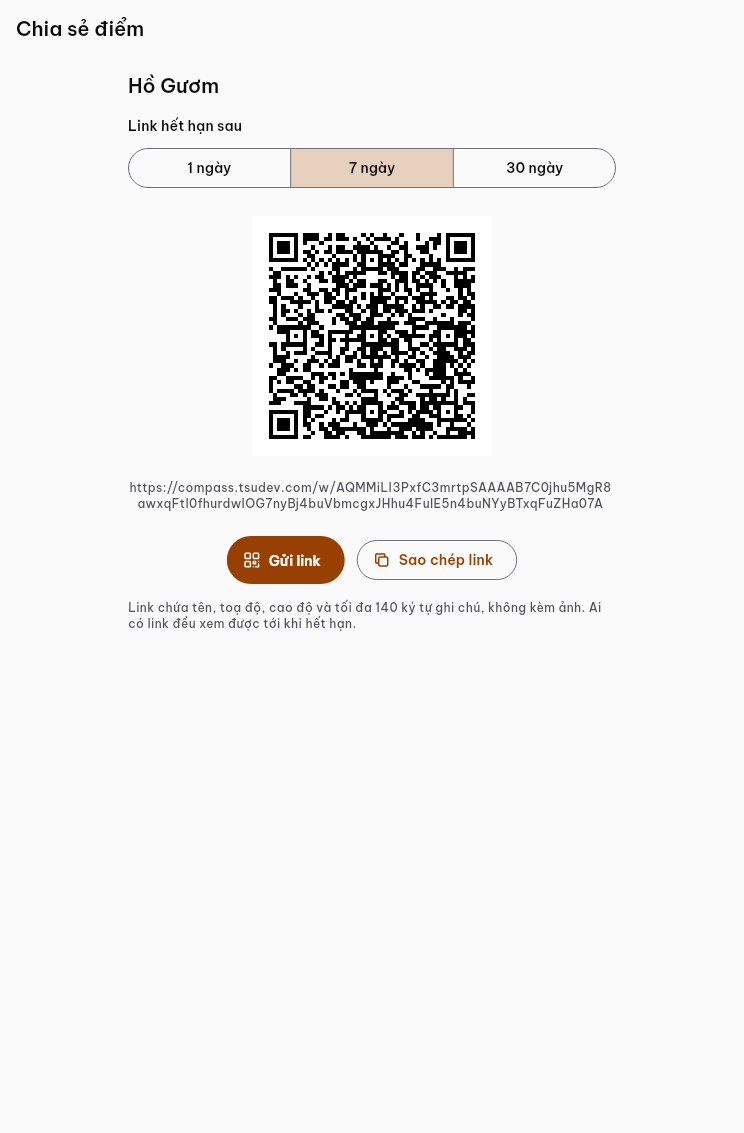 Chia sẻ điểm
Hồ Gươm
Link hết hạn sau
1 ngày
7 ngày
30 ngày
https://compass.tsudev.com/w/AQMMiLI3PxfC3mrtpSAAAAB7C0jhu5MgR8
awxqFtI0fhurdwIOG7nyBj4buVbmcgxJHhu4FuIE5n4buNYyBTxqFuZHa07A
Gửi link
Sao chép link
Link chứa tên, toạ độ, cao độ và tối đa 140 ký tự ghi chú, không kèm ảnh. Ai
có link đều xem được tới khi hết hạn.